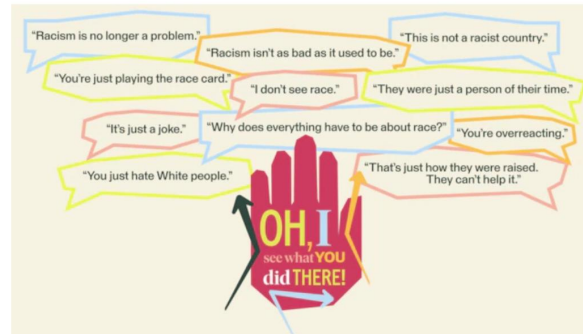 “Racism is no longer a problem.”
“Racism isn’t as bad as it used to be.”
“This is not a racist country.”
“You’re just playing the race card.”
“I don’t see race.”
“They were just a person of their time.”
“It’s just a joke.”
“Why does everything have to be about race?”
“You’re overreacting.”
“You just hate White people.”
“That’s just how they were raised.
They can’t help it.”
OH, I
see what YOU
did THERE!